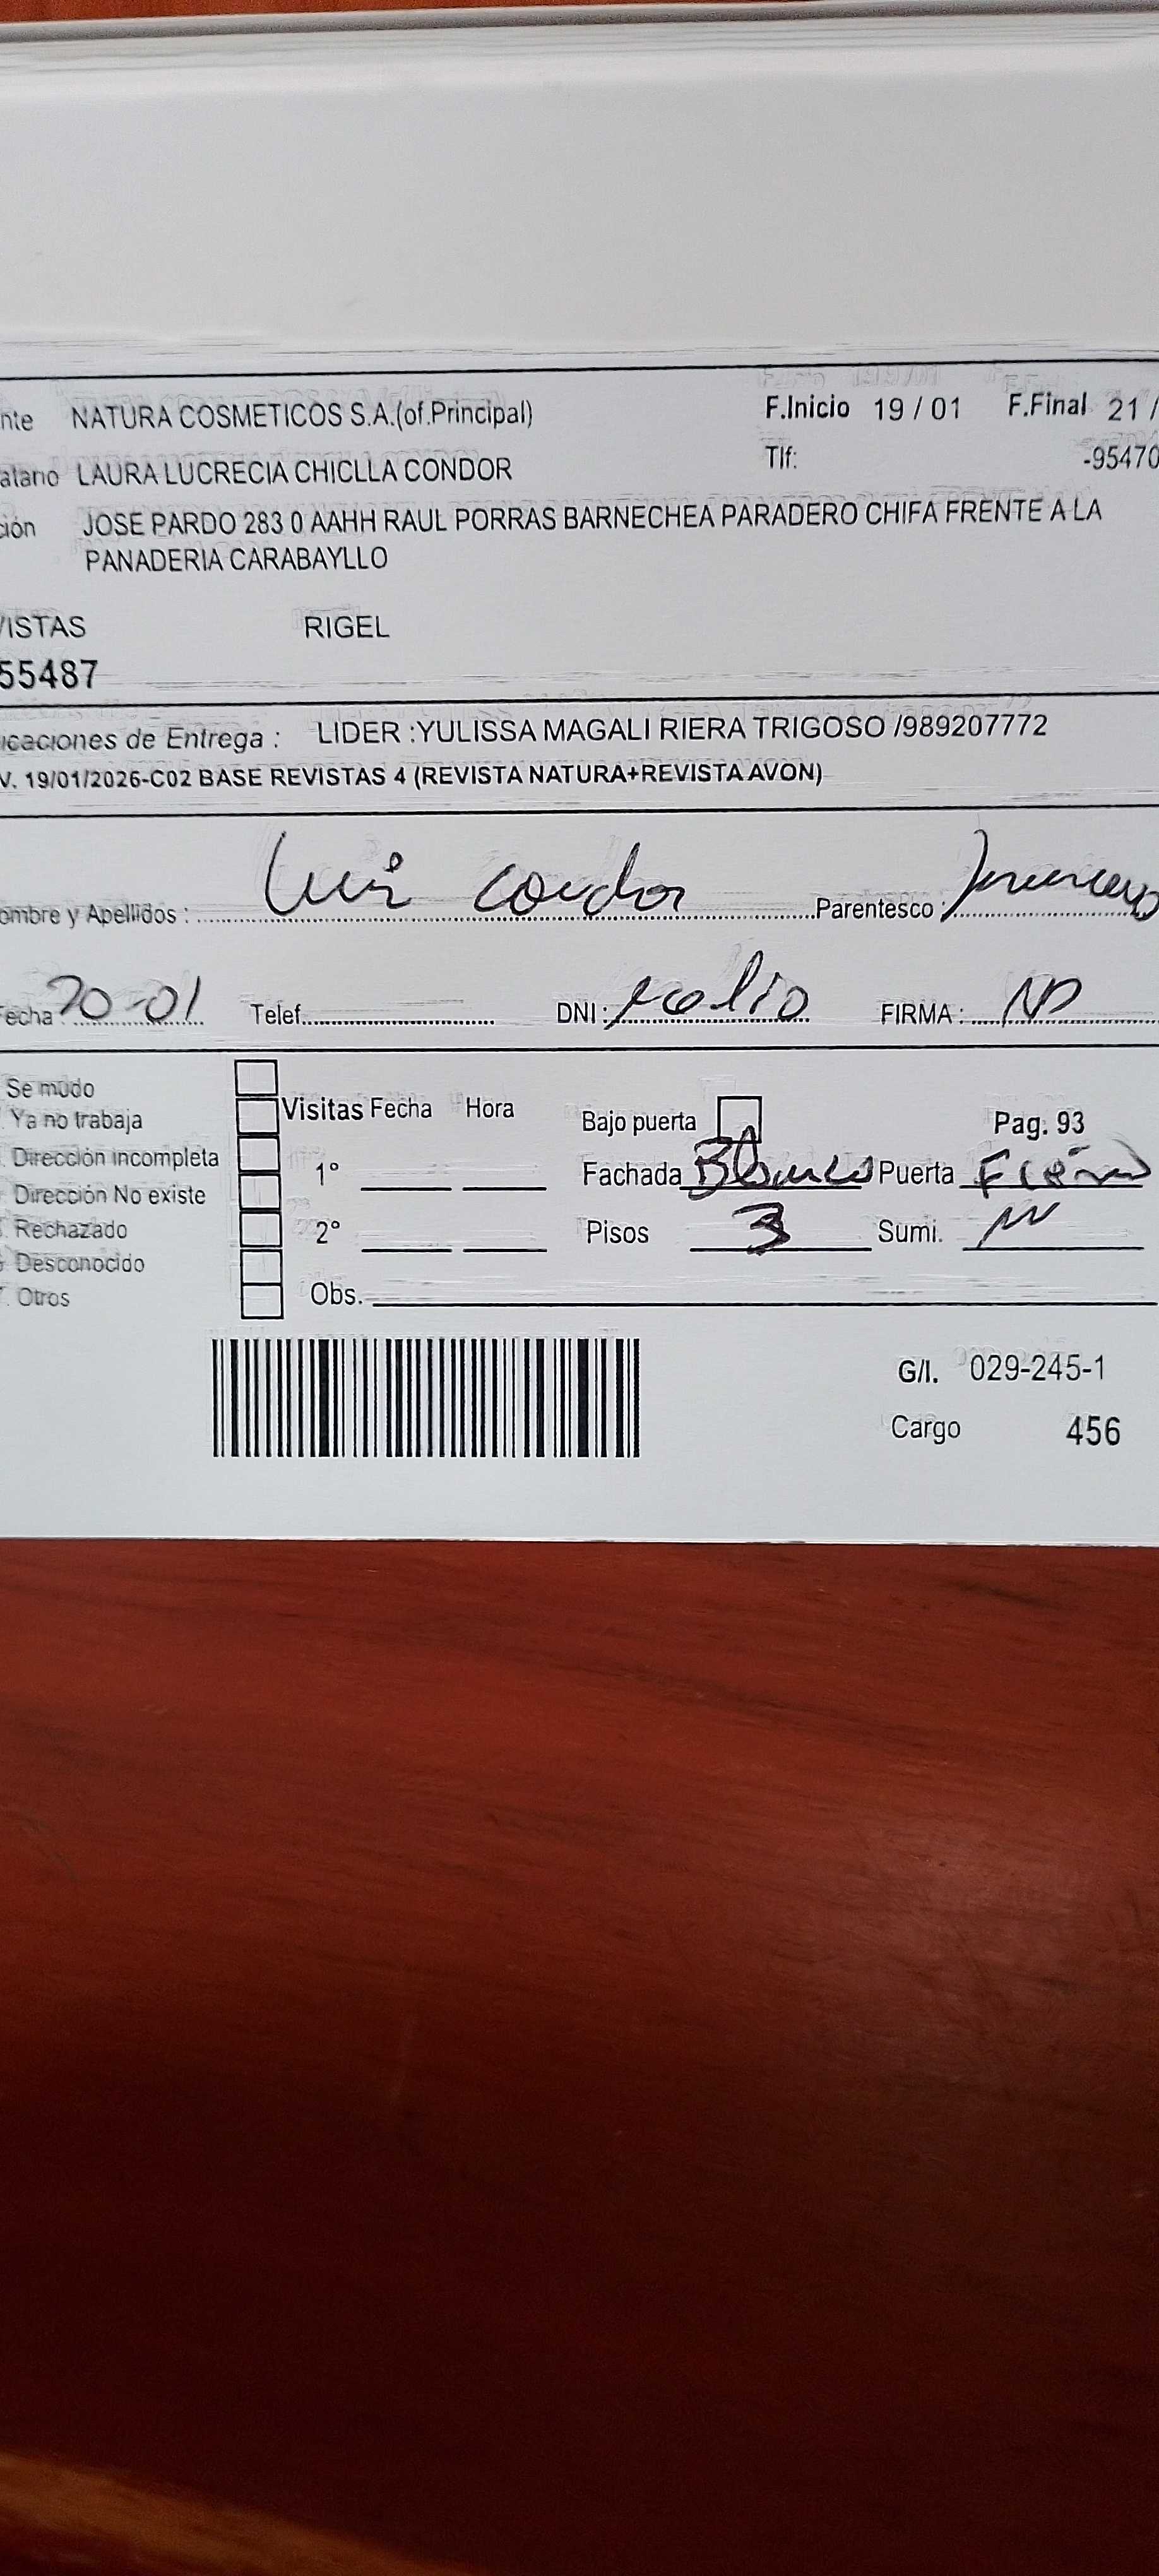 nte NATURA COSMETICOS S.A.(of.Principal) F.Inicio 19 / 01 F.Final 21 /
atario LAURA LUCRECIA CHICLLA CONDOR Tlf: -95470
ción JOSE PARDO 283 0 AAHH RAUL PORRAS BARNECHEA PARADERO CHIFA FRENTE A LA
PANADERIA CARABAYLLO
VISTAS RIGEL
55487
icaciones de Entrega : LIDER :YULISSA MAGALI RIERA TRIGOSO /989207772
V. 19/01/2026-C02 BASE REVISTAS 4 (REVISTA NATURA+REVISTA AVON)
ombre y Apellidos : Luis Condor Parentesco :
Fecha : 20-01 Telef. DNI : FIRMA :
Se mudo
Ya no trabaja Visitas Fecha Hora Bajo puerta Pag. 93
Dirección incompleta 1° Fachada Blanco Puerta Fierro
Dirección No existe
Rechazado 2° Pisos 3 Sumi.
Desconocido
Otros Obs.
G/I. 029-245-1
Cargo 456